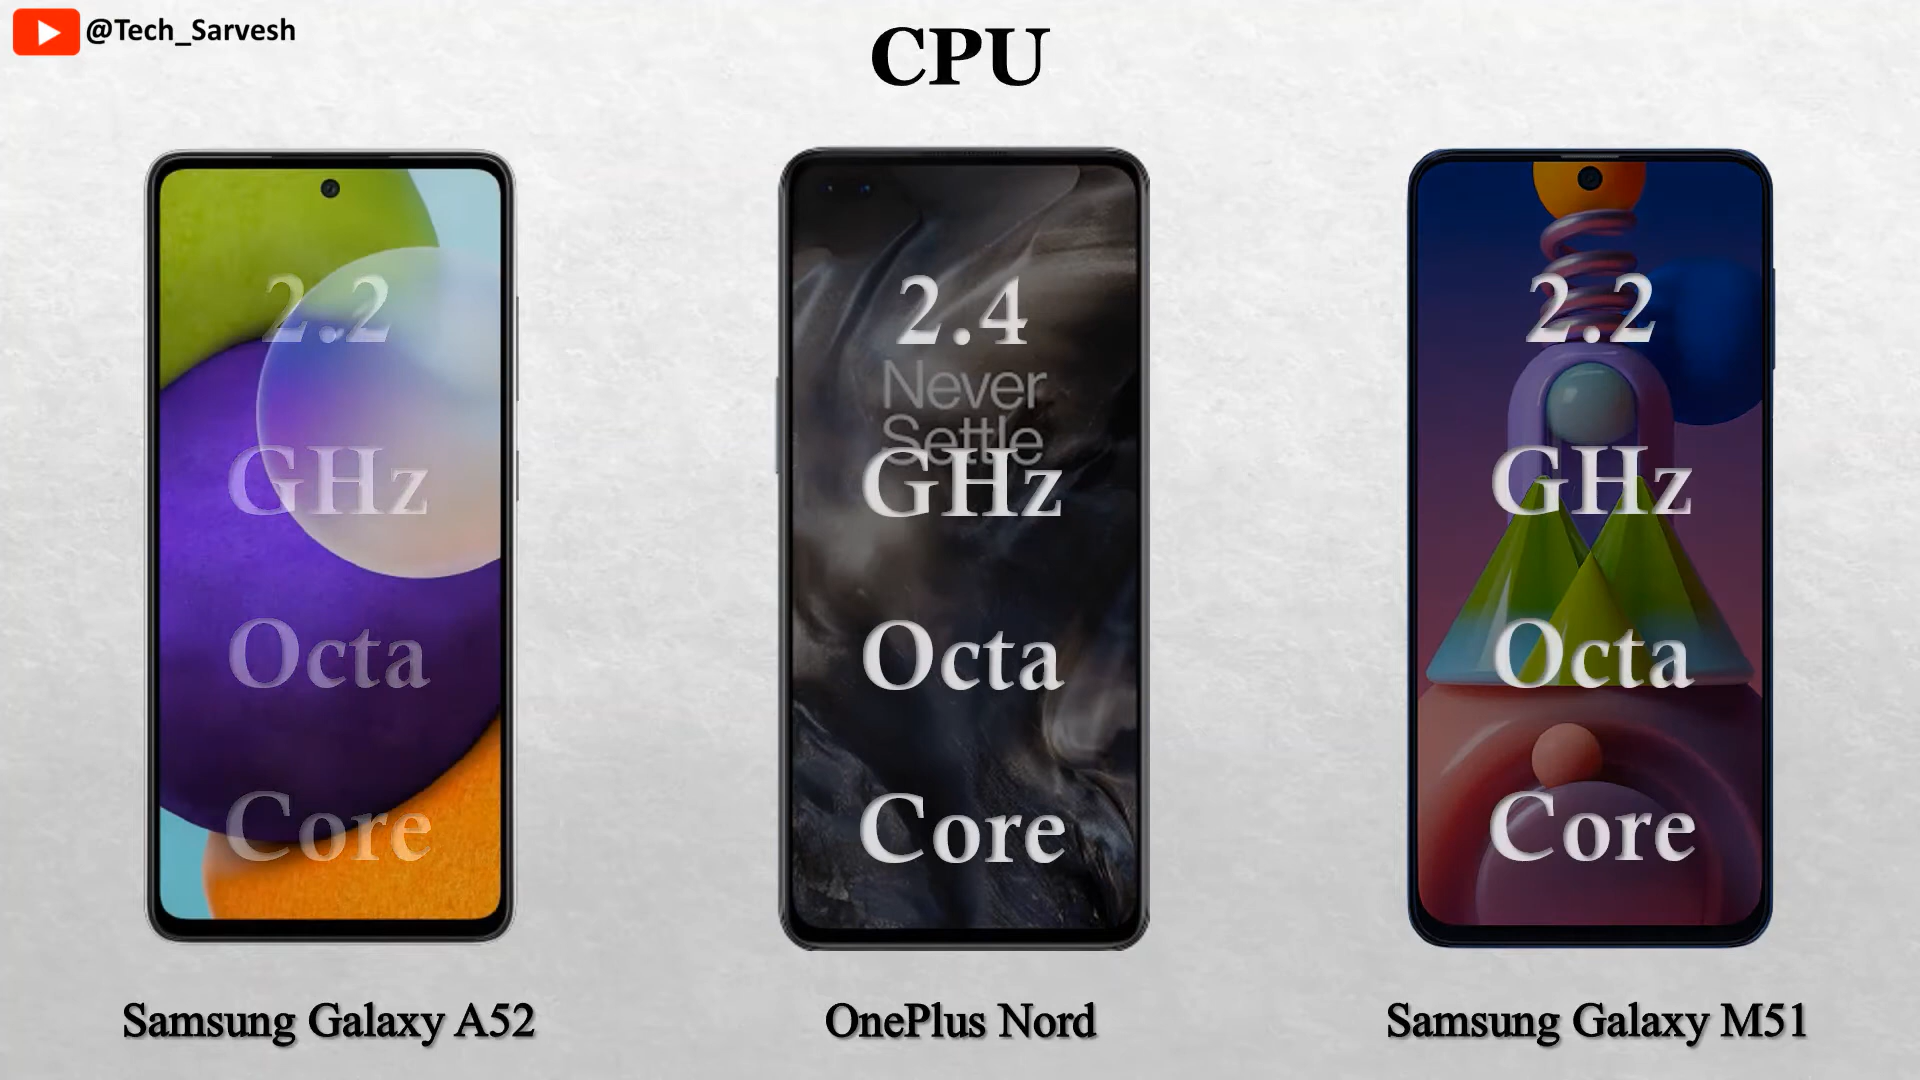 @Tech_Sarvesh
CPU
2.2
GHz
Octa
Core
2.4
Never
Settle
GHz
Octa
Core
2.2
GHz
Octa
Core
Samsung Galaxy A52
OnePlus Nord
Samsung Galaxy M51